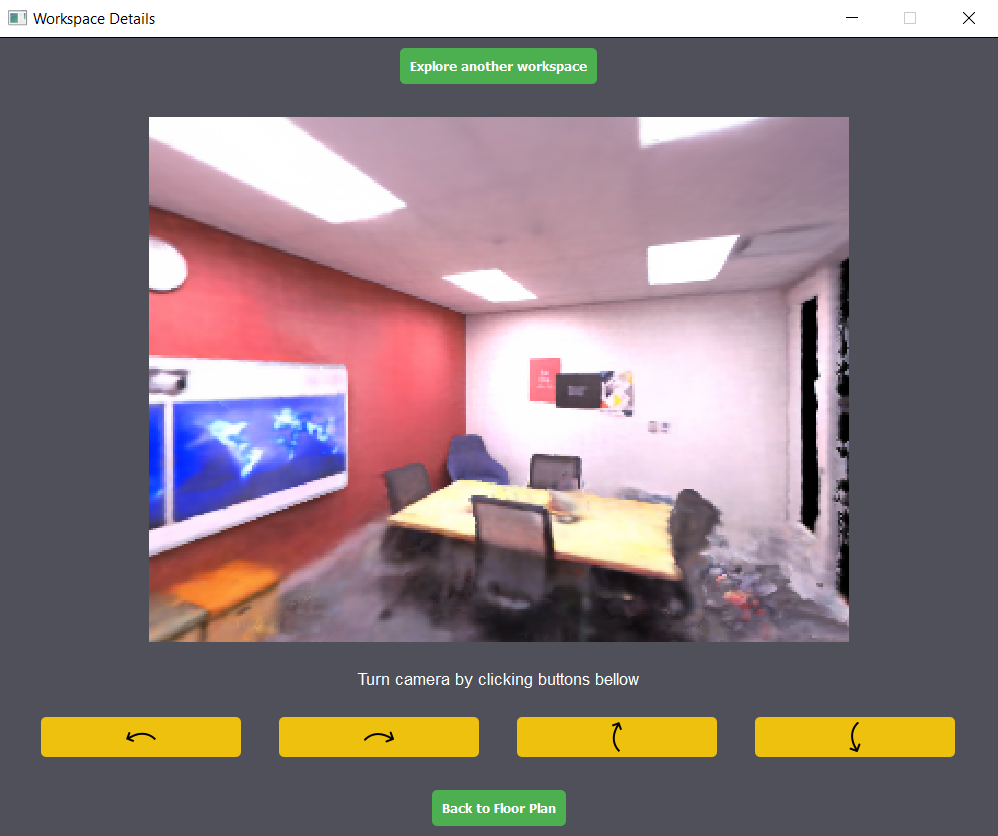 Workspace Details
Explore another workspace
Turn camera by clicking buttons bellow
Back to Floor Plan